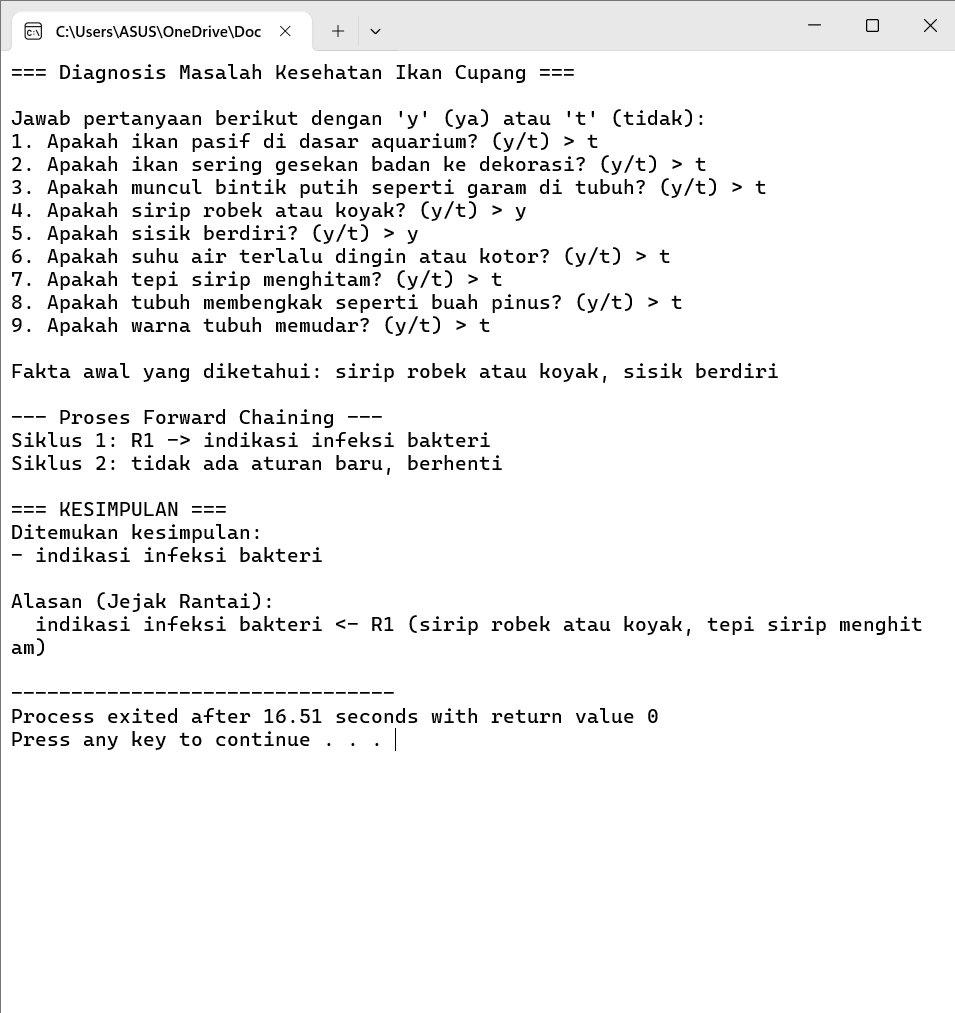 C:\Users\ASUS\OneDrive\Doc
=== Diagnosis Masalah Kesehatan Ikan Cupang ===
Jawab pertanyaan berikut dengan 'y' (ya) atau 't' (tidak):
1. Apakah ikan pasif di dasar aquarium? (y/t) > t
2. Apakah ikan sering gesekan badan ke dekorasi? (y/t) > t
3. Apakah muncul bintik putih seperti garam di tubuh? (y/t) > t
4. Apakah sirip robek atau koyak? (y/t) > y
5. Apakah sisik berdiri? (y/t) > y
6. Apakah suhu air terlalu dingin atau kotor? (y/t) > t
7. Apakah tepi sirip menghitam? (y/t) > t
8. Apakah tubuh membengkak seperti buah pinus? (y/t) > t
9. Apakah warna tubuh memudar? (y/t) > t
Fakta awal yang diketahui: sirip robek atau koyak, sisik berdiri
--- Proses Forward Chaining ---
Siklus 1: R1 -> indikasi infeksi bakteri
Siklus 2: tidak ada aturan baru, berhenti
=== KESIMPULAN ===
Ditemukan kesimpulan:
- indikasi infeksi bakteri
Alasan (Jejak Rantai):
  indikasi infeksi bakteri <- R1 (sirip robek atau koyak, tepi sirip menghit
am)
--------------------------------
Process exited after 16.51 seconds with return value 0
Press any key to continue . . .